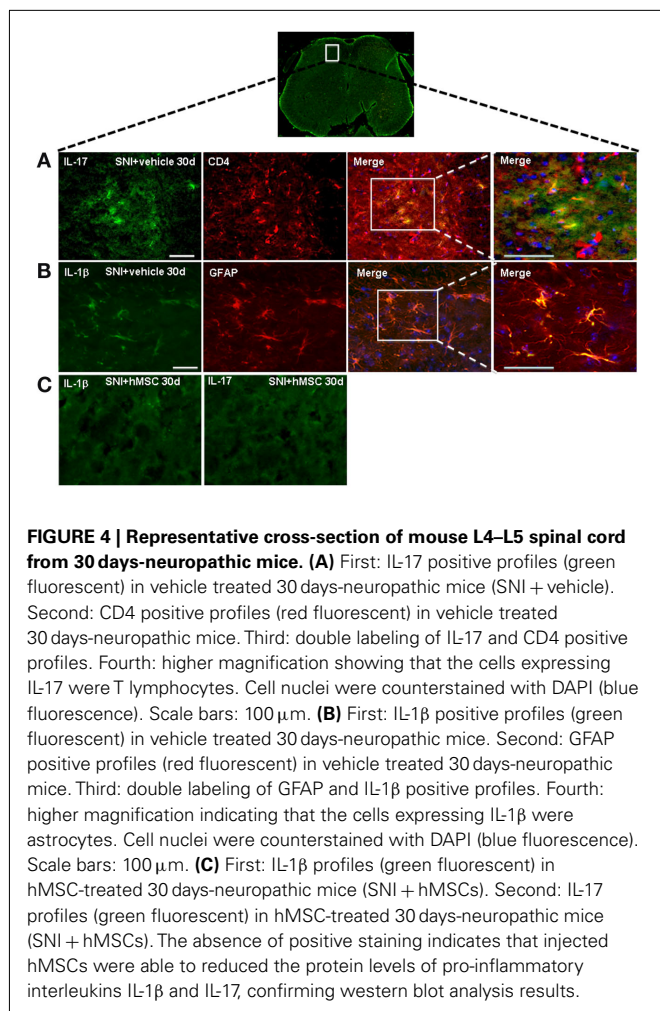 A
IL-17 SNI+vehicle 30d
CD4
Merge
Merge
B
IL-1β SNI+vehicle 30d
GFAP
Merge
Merge
C
IL-1β SNI+hMSC 30d
IL-17 SNI+hMSC 30d
FIGURE 4 | Representative cross-section of mouse L4–L5 spinal cord
from 30 days-neuropathic mice. (A) First: IL-17 positive profiles (green
fluorescent) in vehicle treated 30 days-neuropathic mice (SNI + vehicle).
Second: CD4 positive profiles (red fluorescent) in vehicle treated
30 days-neuropathic mice. Third: double labeling of IL-17 and CD4 positive
profiles. Fourth: higher magnification showing that the cells expressing
IL-17 were T lymphocytes. Cell nuclei were counterstained with DAPI (blue
fluorescence). Scale bars: 100 μm. (B) First: IL-1β positive profiles (green
fluorescent) in vehicle treated 30 days-neuropathic mice. Second: GFAP
positive profiles (red fluorescent) in vehicle treated 30 days-neuropathic
mice. Third: double labeling of GFAP and IL-1β positive profiles. Fourth:
higher magnification indicating that the cells expressing IL-1β were
astrocytes. Cell nuclei were counterstained with DAPI (blue fluorescence).
Scale bars: 100 μm. (C) First: IL-1β profiles (green fluorescent) in
hMSC-treated 30 days-neuropathic mice (SNI + hMSCs). Second: IL-17
profiles (green fluorescent) in hMSC-treated 30 days-neuropathic mice
(SNI + hMSCs). The absence of positive staining indicates that injected
hMSCs were able to reduced the protein levels of pro-inflammatory
interleukins IL-1β and IL-17, confirming western blot analysis results.